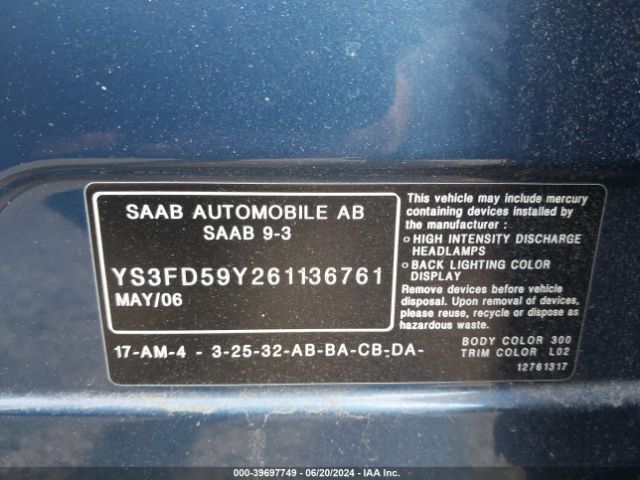 SAAB AUTOMOBILE AB
SAAB 9-3
YS3FD59Y261136761
MAY/06
17-AM-4 - 3-25-32-AB-BA-CB-DA-
This vehicle may include mercury
containing devices installed by
the manufacturer :
o HIGH INTENSITY DISCHARGE
HEADLAMPS
o BACK LIGHTING COLOR
DISPLAY
Remove devices before vehicle
disposal. Upon removal of devices,
please reuse, recycle or dispose as
hazardous waste.
BODY COLOR 300
TRIM COLOR L02
12761317
000-39697749 - 06/20/2024 - IAA Inc.